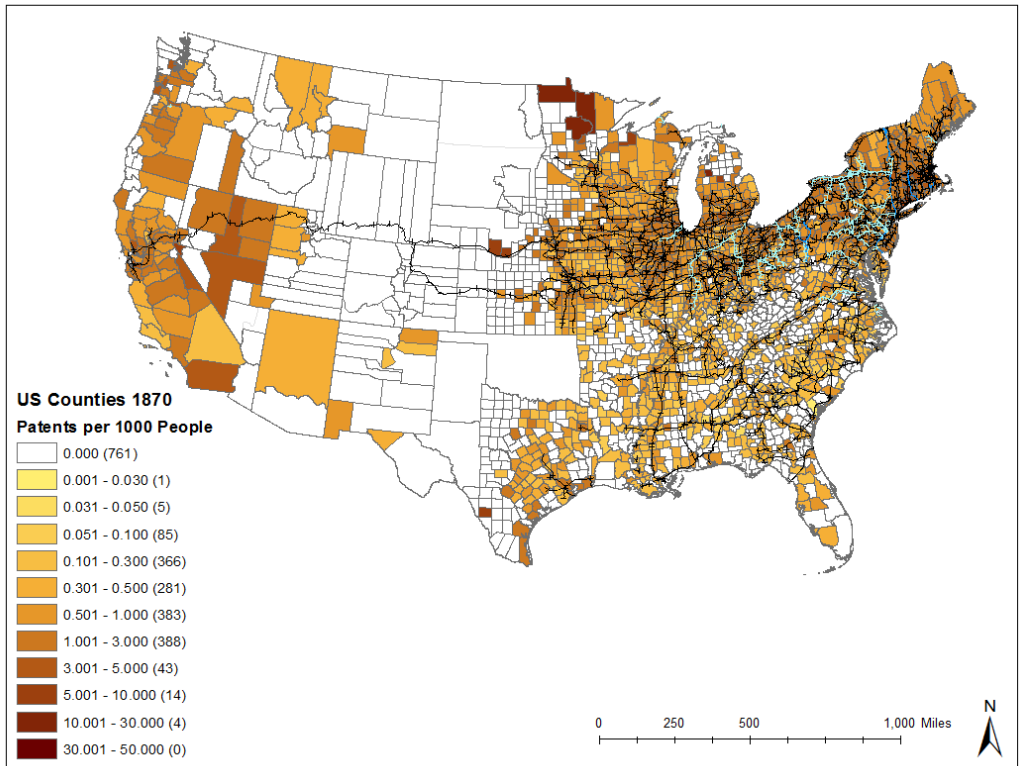 US Counties 1870
Patents per 1000 People
0.000 (761)
0.001 - 0.030 (1)
0.031 - 0.050 (5)
0.051 - 0.100 (85)
0.101 - 0.300 (366)
0.301 - 0.500 (281)
0.501 - 1.000 (383)
1.001 - 3.000 (388)
3.001 - 5.000 (43)
5.001 - 10.000 (14)
10.001 - 30.000 (4)
30.001 - 50.000 (0)
N
0 250 500 1,000 Miles